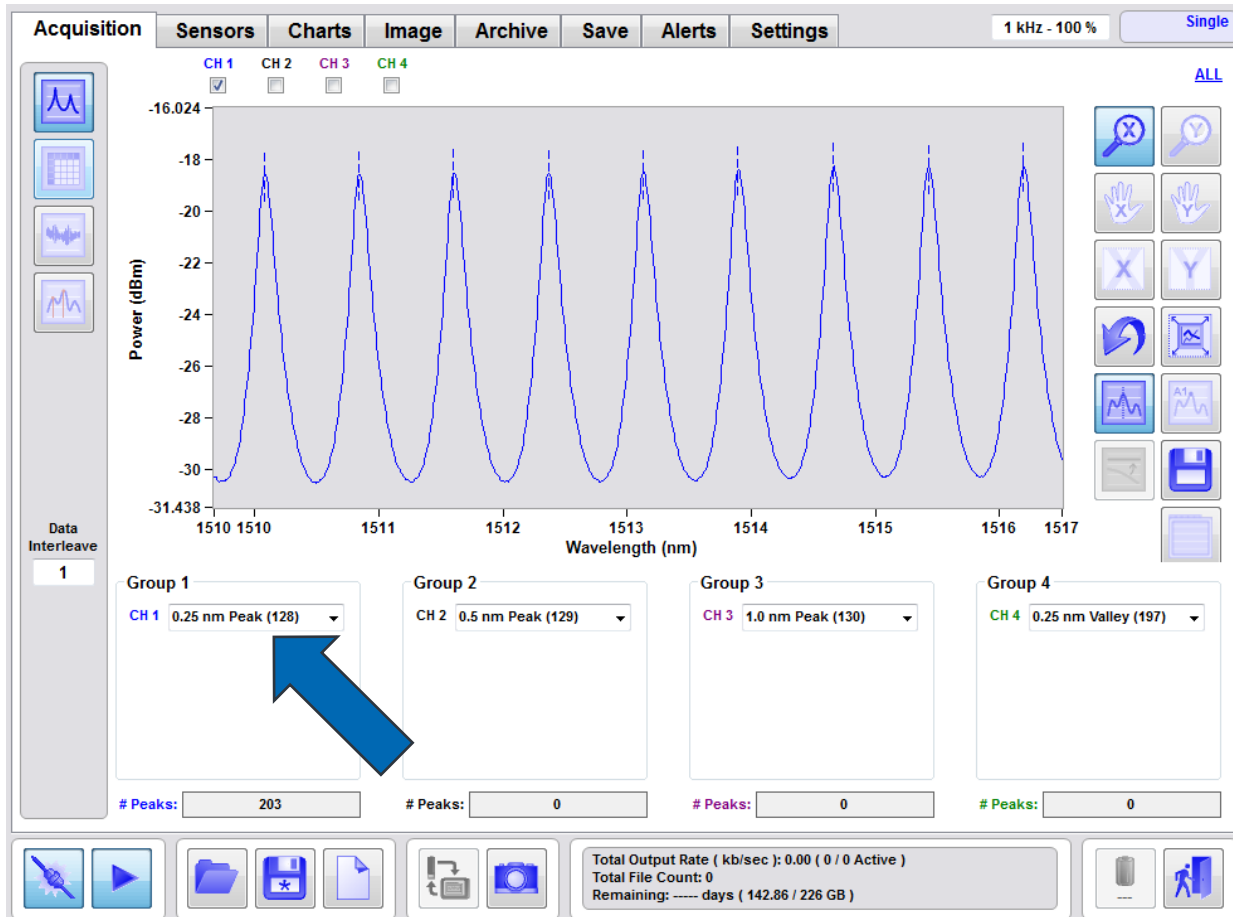 Acquisition Sensors Charts Image Archive Save Alerts Settings 1 kHz - 100 % Single
CH 1 CH 2 CH 3 CH 4
ALL
-16.024
-18
-20
-22
-24
-26
-28
-30
-31.438
Power (dBm)
1510 1510 1511 1512 1513 1514 1515 1516 1517
Wavelength (nm)
X Y
X Y
X Y
A1
Data
Interleave
1
Group 1 Group 2 Group 3 Group 4
CH 1 0.25 nm Peak (128) CH 2 0.5 nm Peak (129) CH 3 1.0 nm Peak (130) CH 4 0.25 nm Valley (197)
# Peaks: 203 # Peaks: 0 # Peaks: 0 # Peaks: 0
*
Total Output Rate ( kb/sec ): 0.00 ( 0 / 0 Active )
Total File Count: 0
Remaining: ----- days ( 142.86 / 226 GB )
---